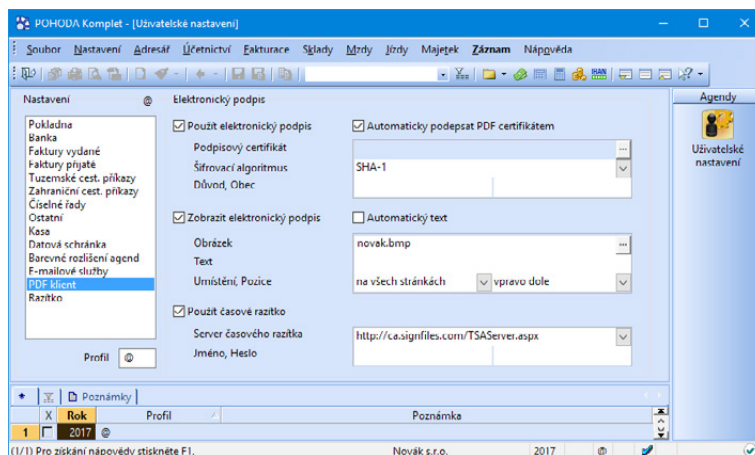 POHODA Komplet - [Uživatelské nastavení]
Soubor Nastavení Adresář Účetnictví Fakturace Sklady Mzdy Jízdy Majetek Záznam Nápověda
Nastavení @
Pokladna
Banka
Faktury vydané
Faktury přijaté
Tuzemské cest. příkazy
Zahraniční cest. příkazy
Číselné řady
Ostatní
Kasa
Datová schránka
Barevné rozlišení agend
E-mailové služby
PDF klient
Razítko
Profil @
Elektronický podpis
Použít elektronický podpis Automaticky podepsat PDF certifikátem
Podpisový certifikát
Šifrovací algoritmus SHA-1
Důvod, Obec
Zobrazit elektronický podpis Automatický text
Obrázek novak.bmp
Text
Umístění, Pozice na všech stránkách vpravo dole
Použít časové razítko
Server časového razítka http://ca.signfiles.com/TSAServer.aspx
Jméno, Heslo
Agendy
Uživatelské
nastavení
* Poznámky
X Rok Profil Poznámka
1 2017 @
(1/1) Pro získání nápovědy stiskněte F1. Novák s.r.o. 2017 @